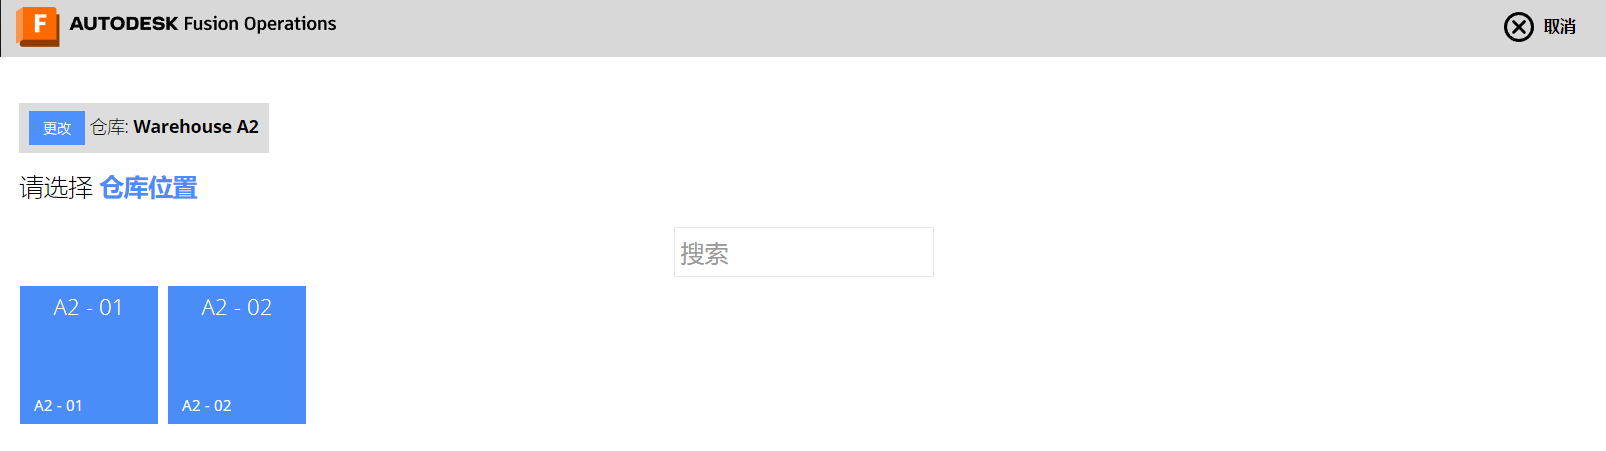 F AUTODESK Fusion Operations
取消
更改 仓库: Warehouse A2
请选择 仓库位置
搜索
A2 - 01
A2 - 02
A2 - 01
A2 - 02